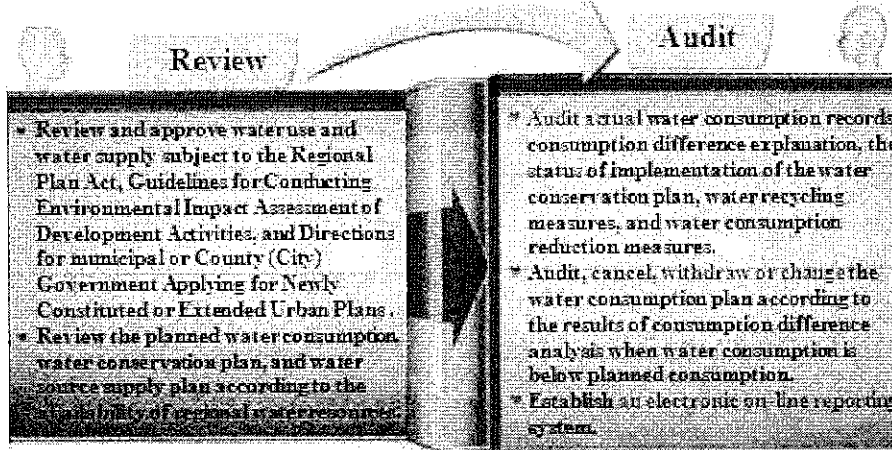 Review
• Review and approve water use and
water supply subject to the Regional
Plan Act, Guidelines for Conducting
Environmental Impact Assessment of
Development Activities, and Directions
for municipal or County (City)
Government Applying for Newly
Constituted or Extended Urban Plans.
• Review the planned water consumption,
water conservation plan, and water
source supply plan according to the
availability of regional water resources.
Audit
• Audit actual water consumption records
consumption difference explanation, the
status of implementation of the water
conservation plan, water recycling
measures, and water consumption
reduction measures.
• Audit, cancel, withdraw or change the
water consumption plan according to
the results of consumption difference
analysis when water consumption is
below planned consumption.
• Establish an electronic on-line reporting
system.